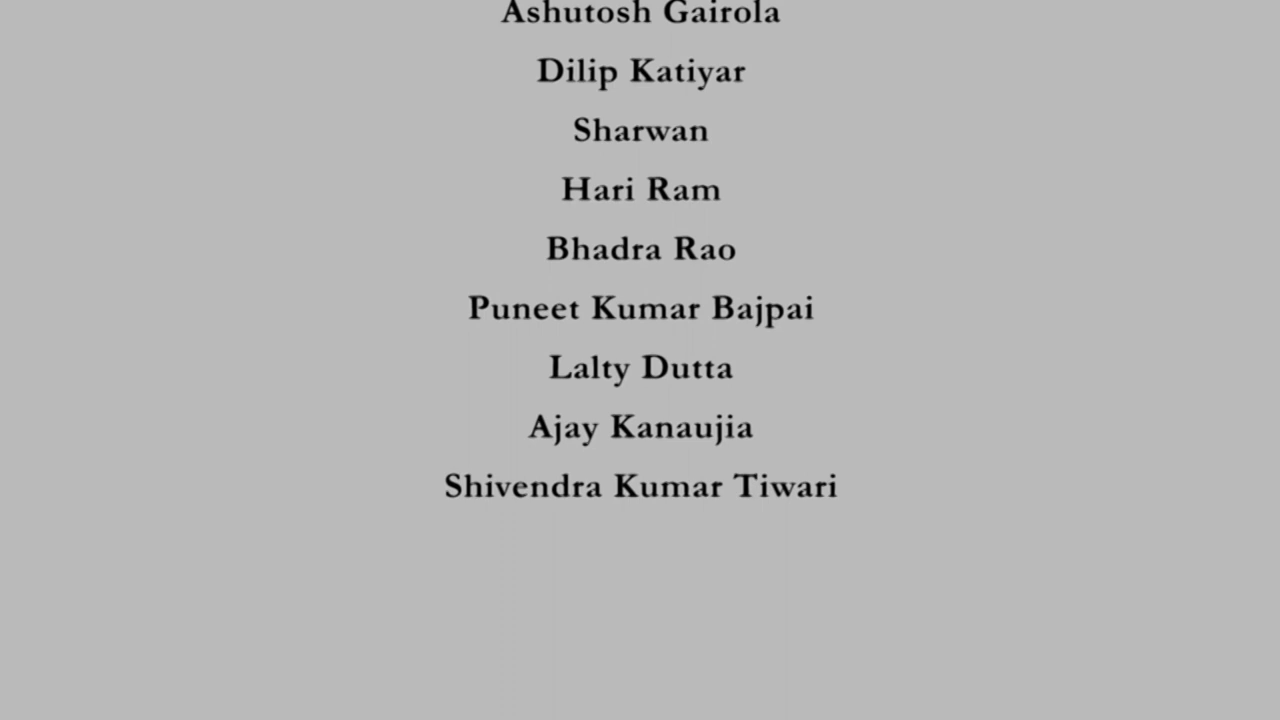 Ashutosh Gairola
Dilip Katiyar
Sharwan
Hari Ram
Bhadra Rao
Puneet Kumar Bajpai
Lalty Dutta
Ajay Kanaujia
Shivendra Kumar Tiwari